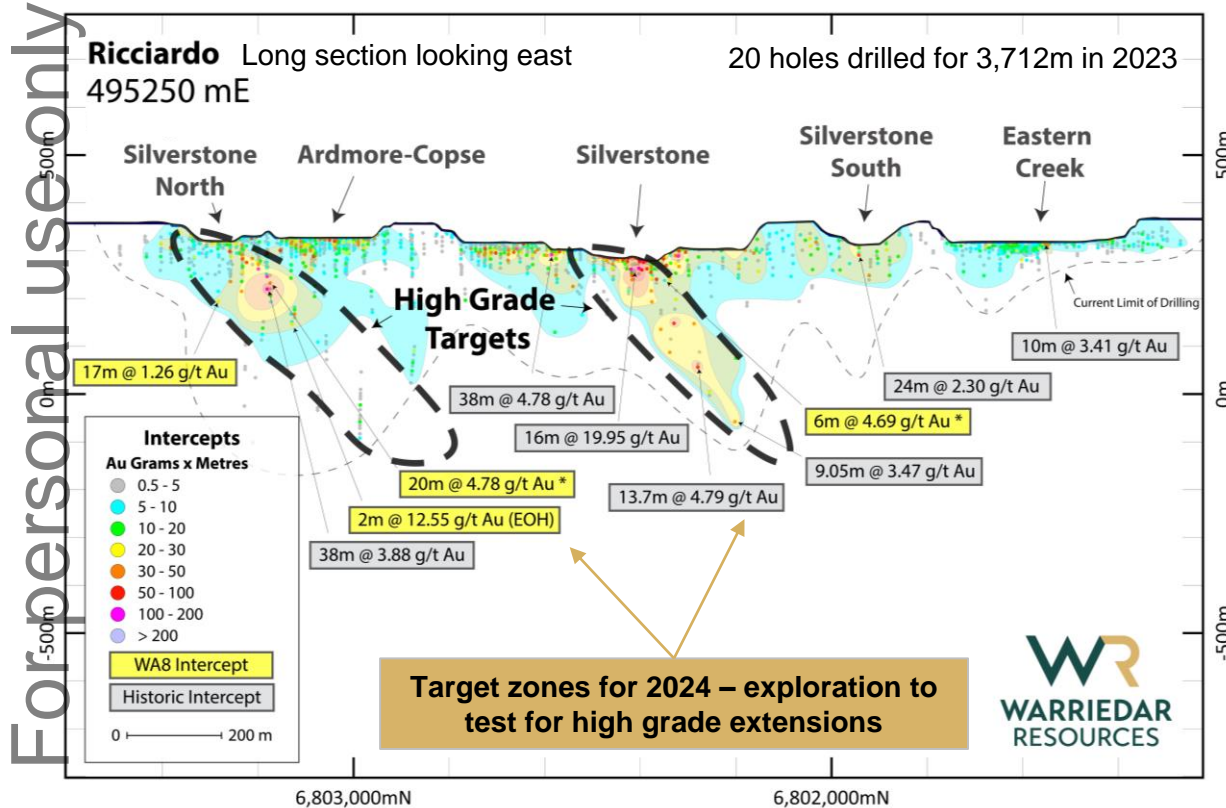 For personal use only
Ricciardo Long section looking east
20 holes drilled for 3,712m in 2023
495250 mE
500m
0m
-500m
500m
0m
-500m
Silverstone
North
Ardmore-Copse
Silverstone
Silverstone
South
Eastern
Creek
High Grade
Targets
Current Limit of Drilling
17m @ 1.26 g/t Au
10m @ 3.41 g/t Au
24m @ 2.30 g/t Au
38m @ 4.78 g/t Au
6m @ 4.69 g/t Au *
16m @ 19.95 g/t Au
9.05m @ 3.47 g/t Au
20m @ 4.78 g/t Au *
13.7m @ 4.79 g/t Au
2m @ 12.55 g/t Au (EOH)
38m @ 3.88 g/t Au
Intercepts
Au Grams x Metres
0.5 - 5
5 - 10
10 - 20
20 - 30
30 - 50
50 - 100
100 - 200
> 200
WA8 Intercept
Historic Intercept
0 200 m
Target zones for 2024 – exploration to
test for high grade extensions
WR
WARRIEDAR
RESOURCES
6,803,000mN
6,802,000mN